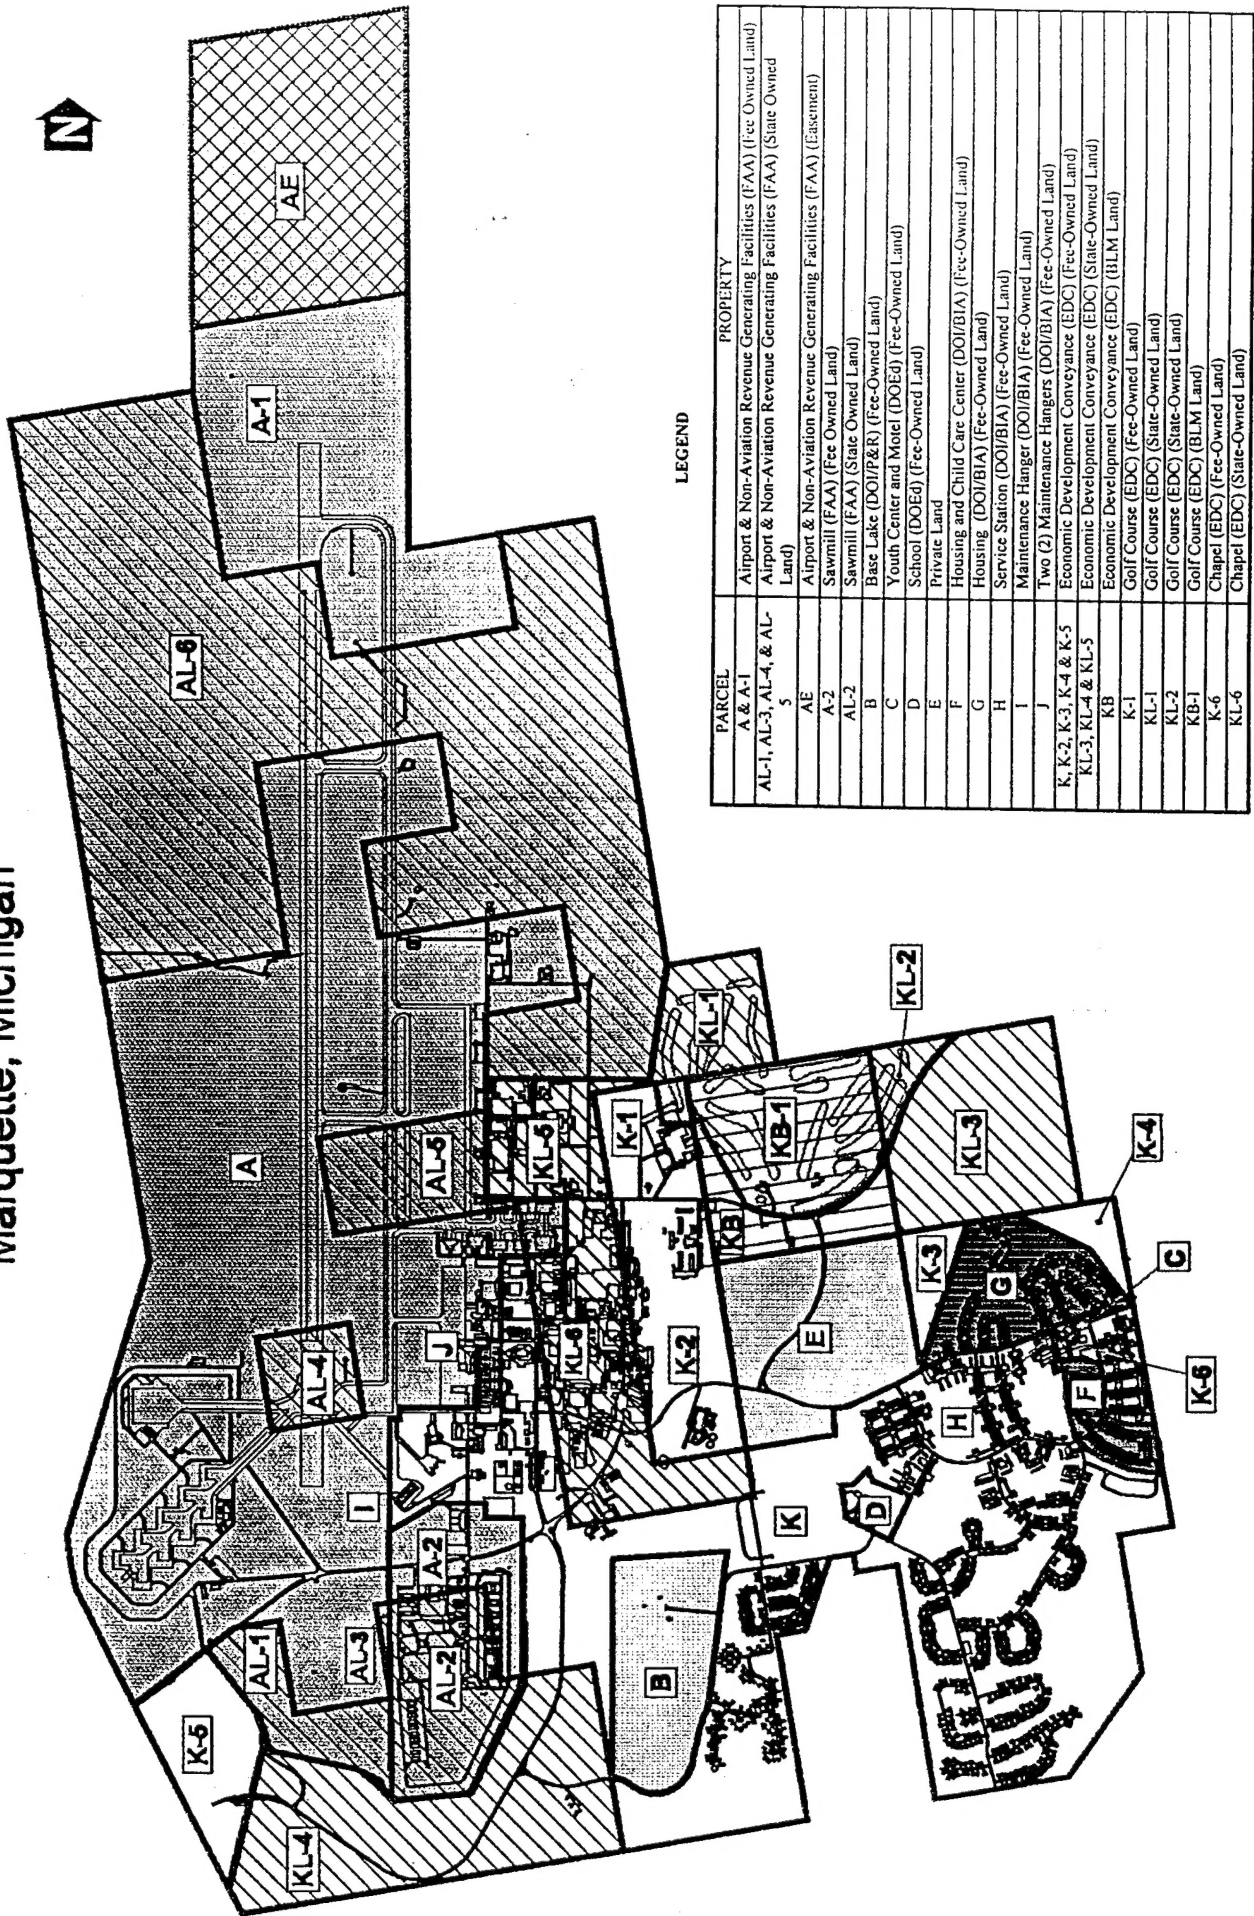 Marquette, Michigan
N
AE
A-1
AL-6
A
AL-5
AL-4
J
I
A-2
AL-2
AL-3
AL-1
K-5
KL-4
KL-5
KL-6
K-1
KL-1
KL-2
KB-1
KB
KL-3
K-2
E
K-3
K-4
G
C
K-6
F
H
D
K
B
LEGEND
PARCEL PROPERTY
A & A-1 Airport & Non-Aviation Revenue Generating Facilities (FAA) (Fee Owned Land)
AL-1, AL-3, AL-4, & AL- Airport & Non-Aviation Revenue Generating Facilities (FAA) (State Owned
5 Land)
AE Airport & Non-Aviation Revenue Generating Facilities (FAA) (Easement)
A-2 Sawmill (FAA) (Fee Owned Land)
AL-2 Sawmill (FAA) (State Owned Land)
B Base Lake (DOI/P&R) (Fee-Owned Land)
C Youth Center and Motel (DOEd) (Fee-Owned Land)
D School (DOEd) (Fee-Owned Land)
E Private Land
F Housing and Child Care Center (DOI/BIA) (Fee-Owned Land)
G Housing (DOI/BIA) (Fee-Owned Land)
H Service Station (DOI/BIA) (Fee-Owned Land)
I Maintenance Hanger (DOI/BIA) (Fee-Owned Land)
J Two (2) Maintenance Hangers (DOI/BIA) (Fee-Owned Land)
K, K-2, K-3, K-4 & K-5 Economic Development Conveyance (EDC) (Fee-Owned Land)
KL-3, KL-4 & KL-5 Economic Development Conveyance (EDC) (State-Owned Land)
KB Economic Development Conveyance (EDC) (BLM Land)
K-1 Golf Course (EDC) (Fee-Owned Land)
KL-1 Golf Course (EDC) (State-Owned Land)
KL-2 Golf Course (EDC) (State-Owned Land)
KB-1 Golf Course (EDC) (BLM Land)
K-6 Chapel (EDC) (Fee-Owned Land)
KL-6 Chapel (EDC) (State-Owned Land)